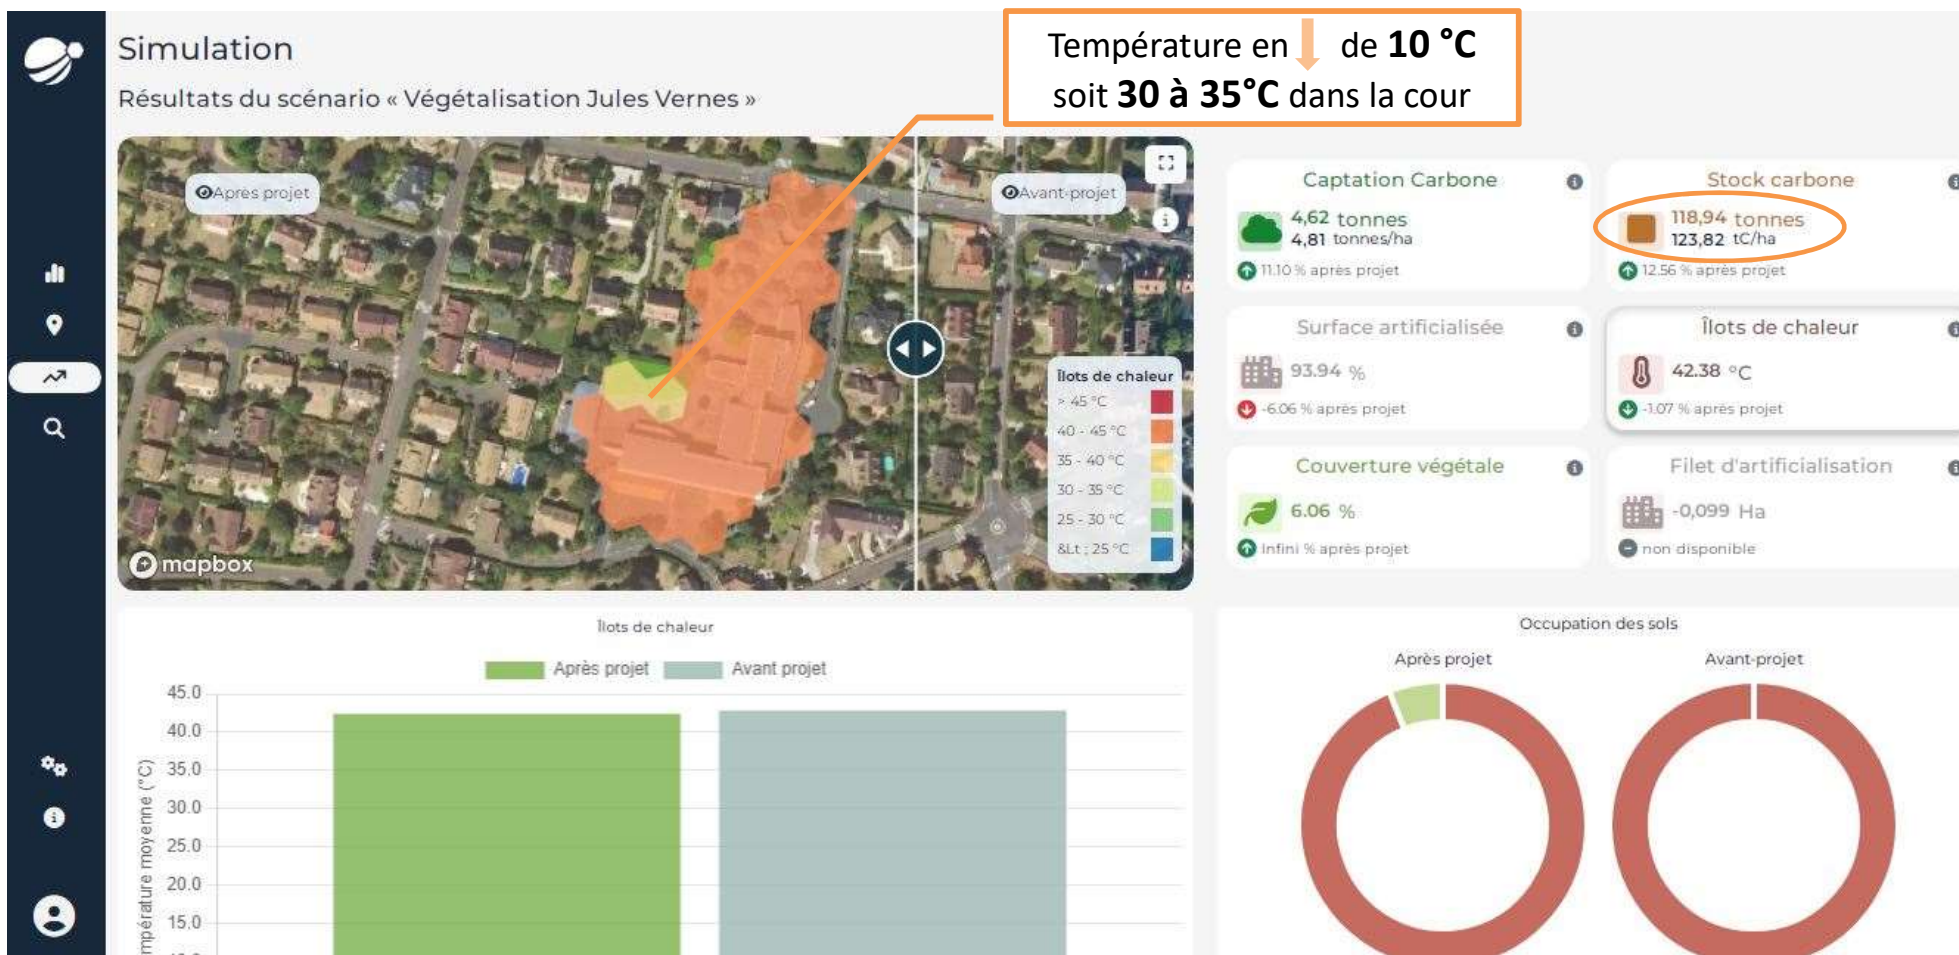 Simulation
Résultats du scénario « Végétalisation Jules Vernes »
Température en de 10 °C
soit 30 à 35°C dans la cour
Apres projet
Avant-projet
mapbox
Îlots de chaleur
> 45 °C
40 - 45 °C
35 - 40 °C
30 - 35 °C
25 - 30 °C
&Lt ; 25 °C
Captation Carbone
4,62 tonnes
4,81 tonnes/ha
11.10 % après projet
Stock carbone
118,94 tonnes
123,82 tC/ha
12.56 % après projet
Surface artificialisée
93.94 %
-6.06 % après projet
Îlots de chaleur
42.38 °C
-1.07 % après projet
Couverture végétale
6.06 %
Infini % après projet
Filet d'artificialisation
-0,099 Ha
non disponible
Îlots de chaleur
Après projet
Avant projet
45.0
40.0
35.0
30.0
25.0
20.0
15.0
mpérature moyenne (°C)
Occupation des sols
Après projet
Avant-projet